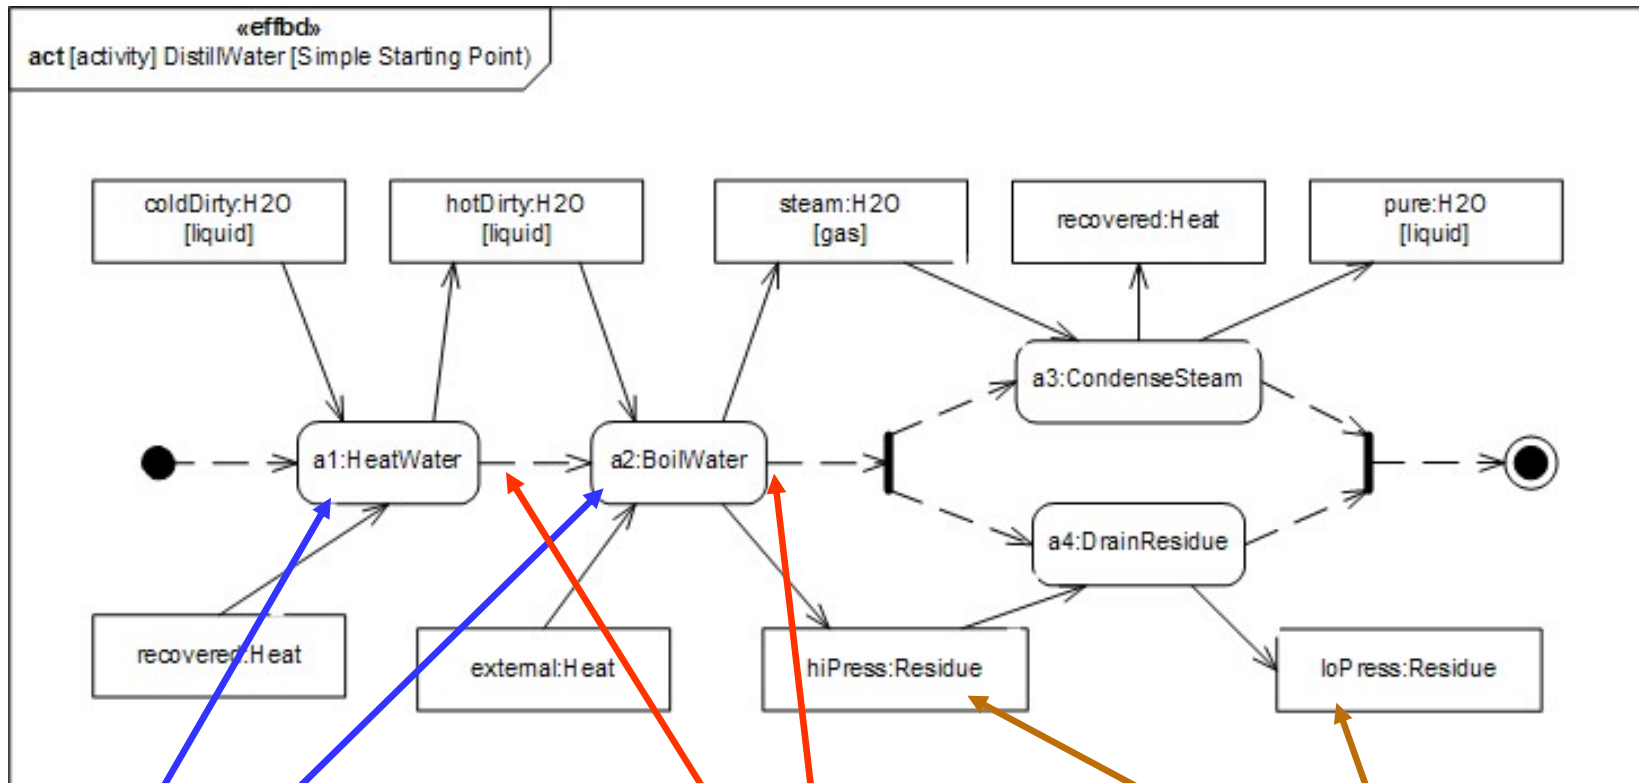 «effbd»
act [activity] DistillWater [Simple Starting Point)
coldDirty:H2O
[liquid]
hotDirty:H2O
[liquid]
steam:H2O
[gas]
recovered:Heat
pure:H2O
[liquid]
a3:CondenseSteam
a1:HeatWater
a2:BoilWater
a4:DrainResidue
recovered:Heat
external:Heat
hiPress:Residue
loPress:Residue